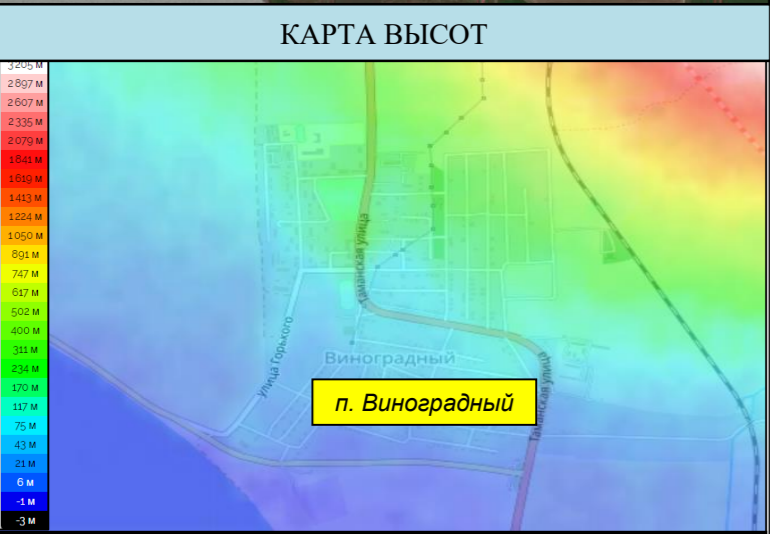 КАРТА ВЫСОТ
3205 м
2897 м
2607 м
2335 м
2079 м
1841 м
1619 м
1413 м
1224 м
1050 м
891 м
747 м
617 м
502 м
400 м
311 м
234 м
170 м
117 м
75 м
43 м
21 м
6 м
-1 м
-3 м
Таманская улица
Улица Горького
Виноградный
п. Виноградный
Таманская улиц